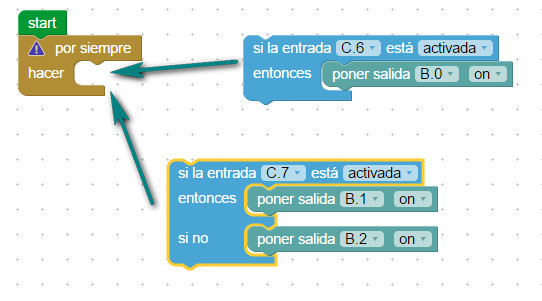 start
por siempre
hacer
si la entrada C.6 está activada
entonces poner salida B.0 on
si la entrada C.7 está activada
entonces poner salida B.1 on
si no poner salida B.2 on